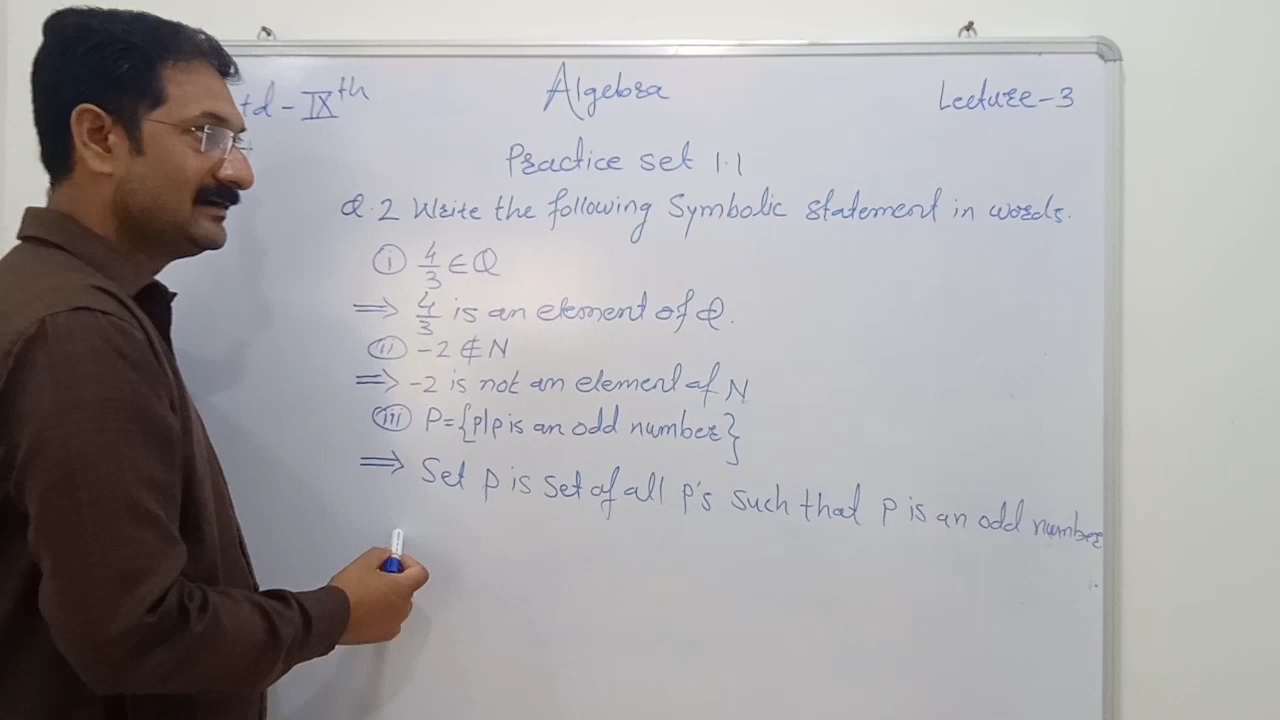 td - IXth
Algebra
Lecture-3
Practice set 1.1
Q.2 Write the following Symbolic statement in words.
(i) 4/3 ∈ Q
⇒ 4/3 is an element of Q.
(ii) -2 ∉ N
⇒ -2 is not an element of N
(iii) P={p|p is an odd number}
⇒ Set P is set of all p's such that p is an odd number